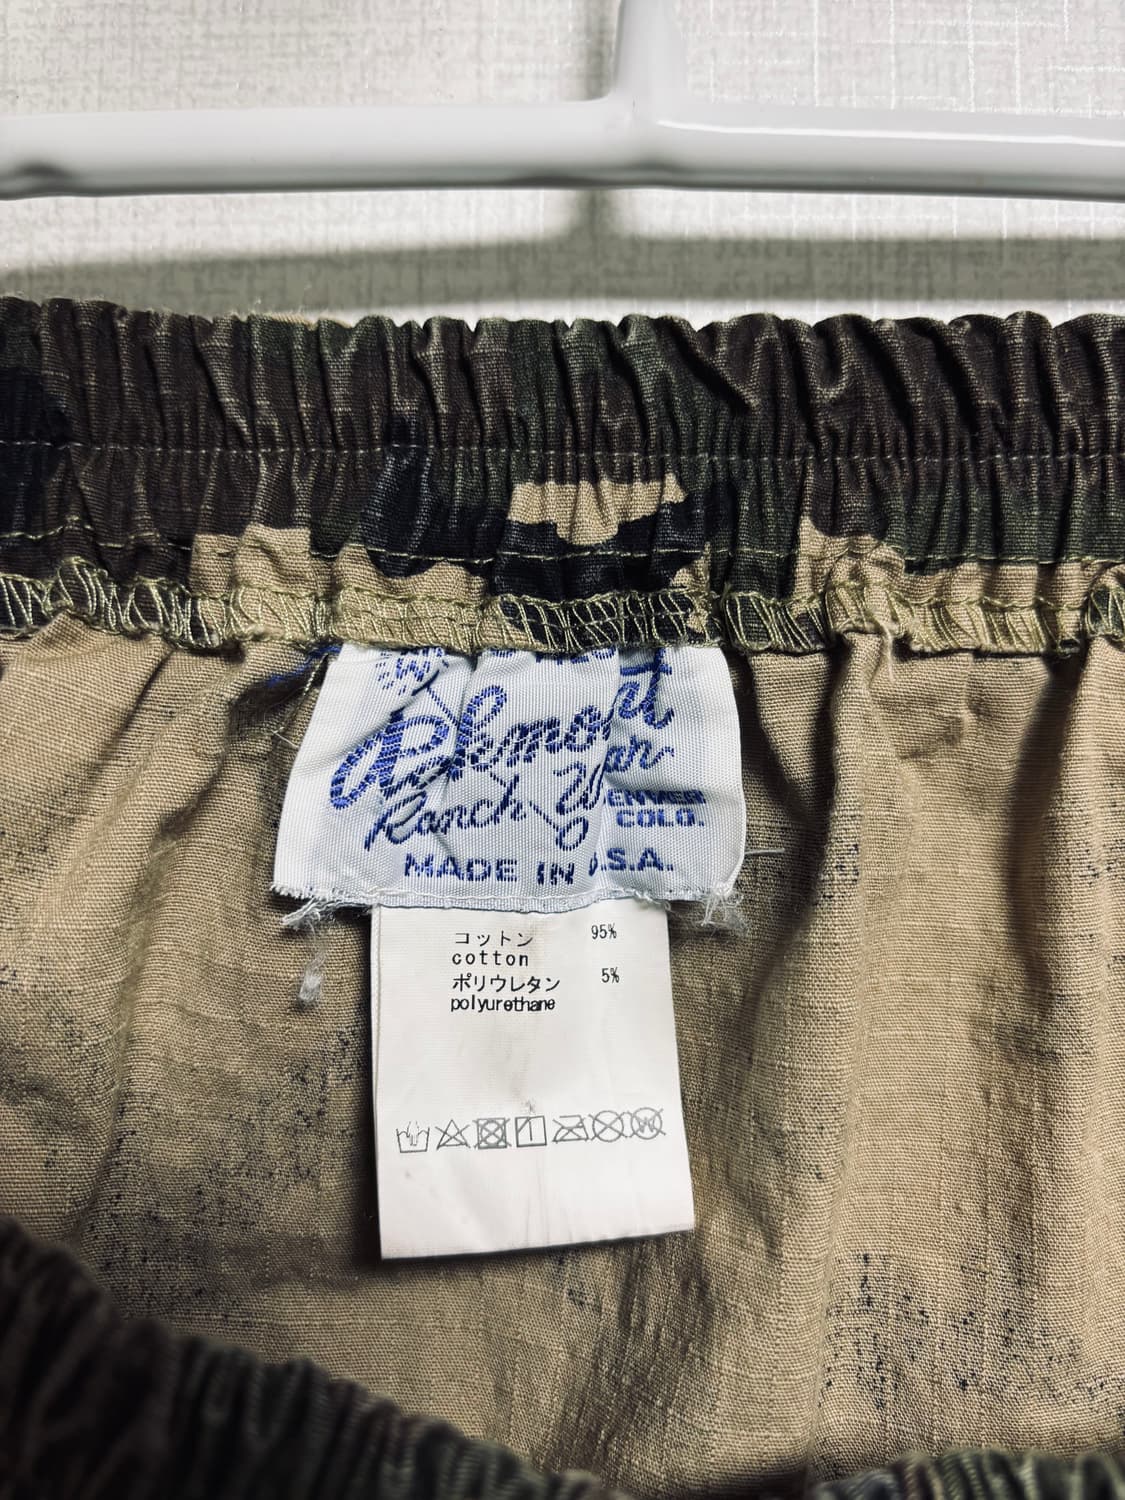 W
Rockmount
Ranch Wear
DENVER
COLO.
MADE IN U.S.A.
コットン 95%
cotton
ポリウレタン 5%
polyurethane
W